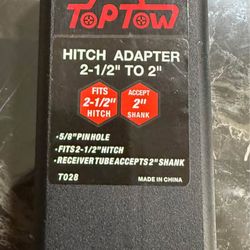 TOPTOW
HITCH ADAPTER
2-1/2" TO 2"
FITS
2-1/2"
HITCH
ACCEPT
2"
SHANK
•5/8"PIN HOLE
•FITS 2-1/2"HITCH
•RECEIVER TUBE ACCEPTS 2" SHANK
T028
MADE IN CHINA